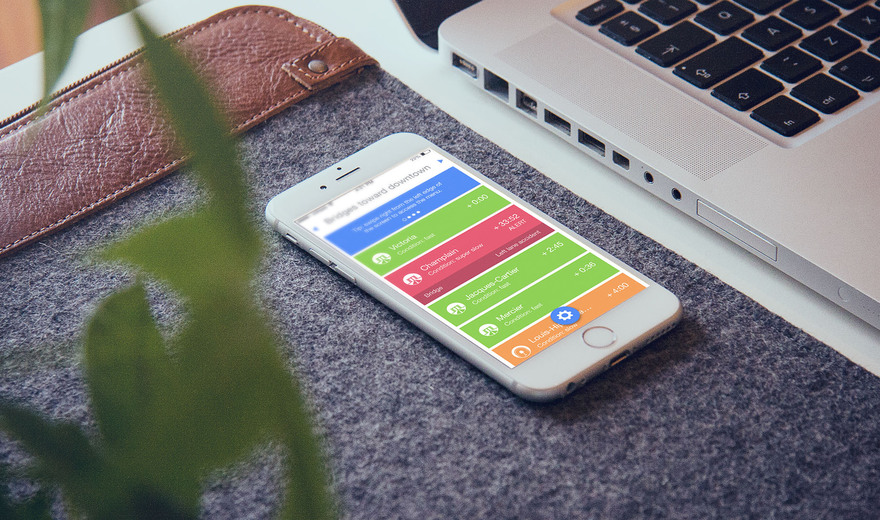 Bridges toward downtown
Tip! swipe right from the left edge of
the screen to access the menu.
Victoria
Condition: fast
+ 0:00
Champlain
Condition: super slow
+ 33:52
ALERT
Bridge
Left lane accident
Jacques-Cartier
Condition: fast
+ 2:45
Mercier
Condition: fast
+ 0:36
Louis-H
Condition: slow
+ 4:00
A
Z
X
fn
ctrl